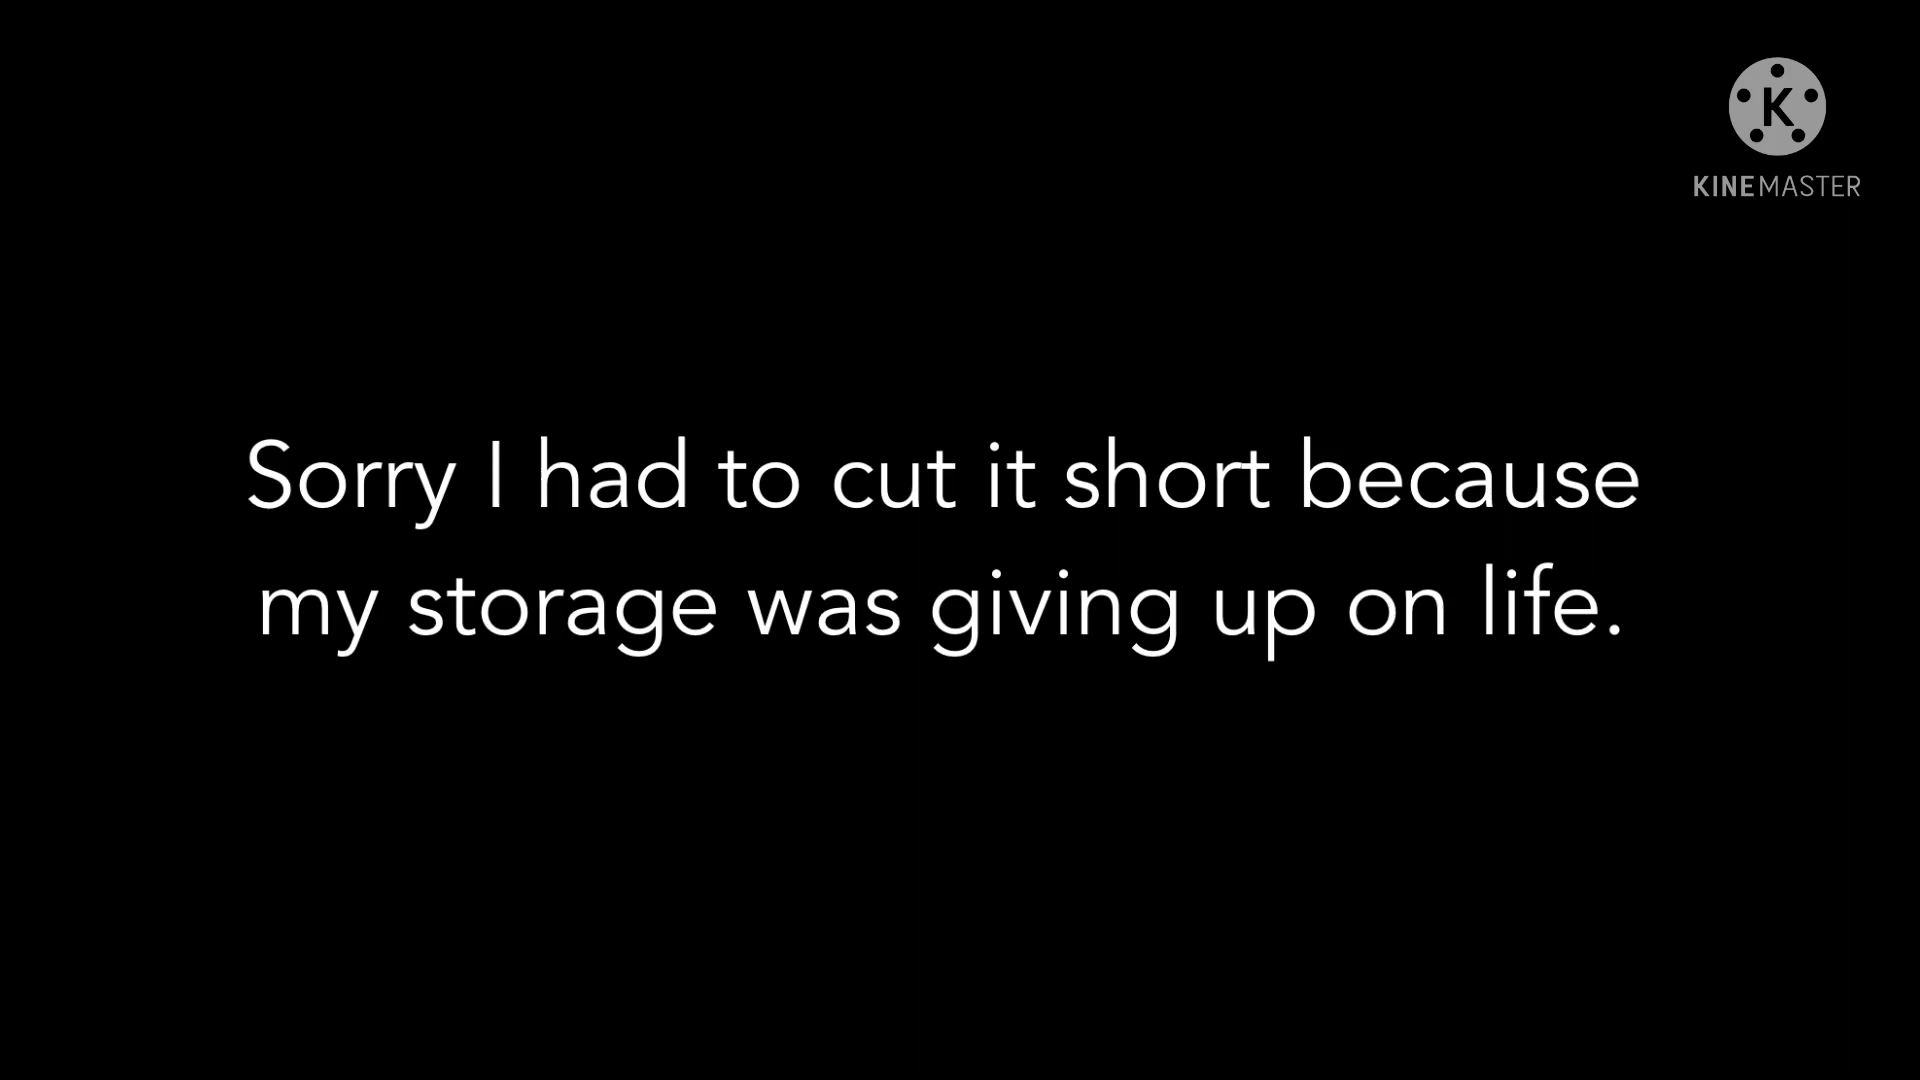 K
KINEMASTER
Sorry I had to cut it short because
my storage was giving up on life.